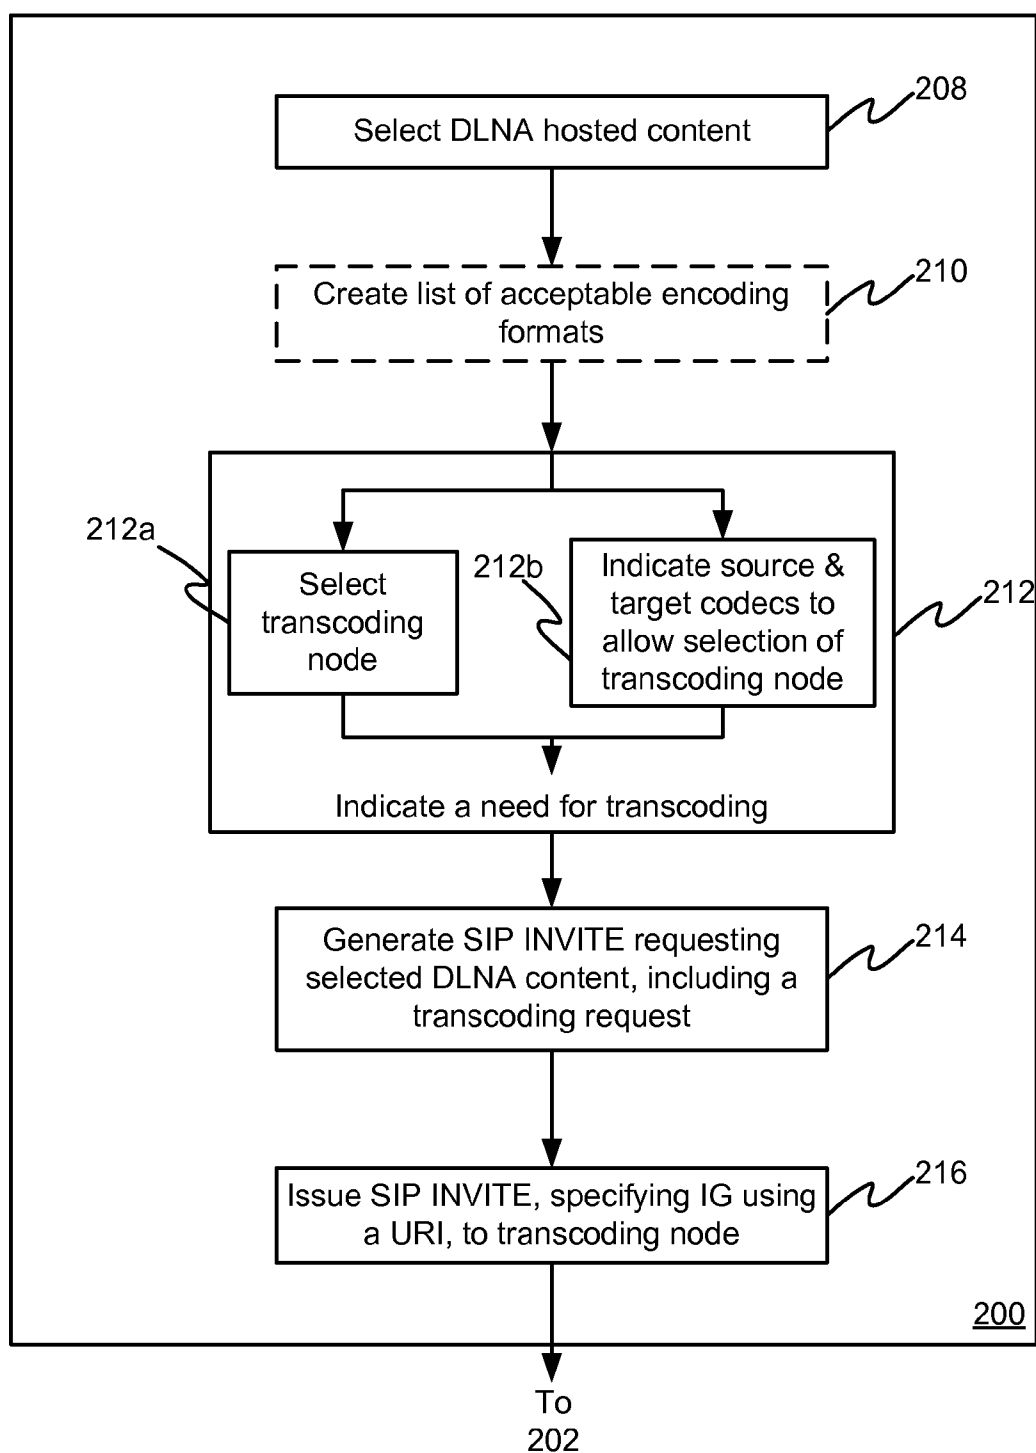 208
Select DLNA hosted content
210
Create list of acceptable encoding
formats
212a
Select
transcoding
node
212b
Indicate source &
target codecs to
allow selection of
transcoding node
212
Indicate a need for transcoding
214
Generate SIP INVITE requesting
selected DLNA content, including a
transcoding request
216
Issue SIP INVITE, specifying IG using
a URI, to transcoding node
200
To
202